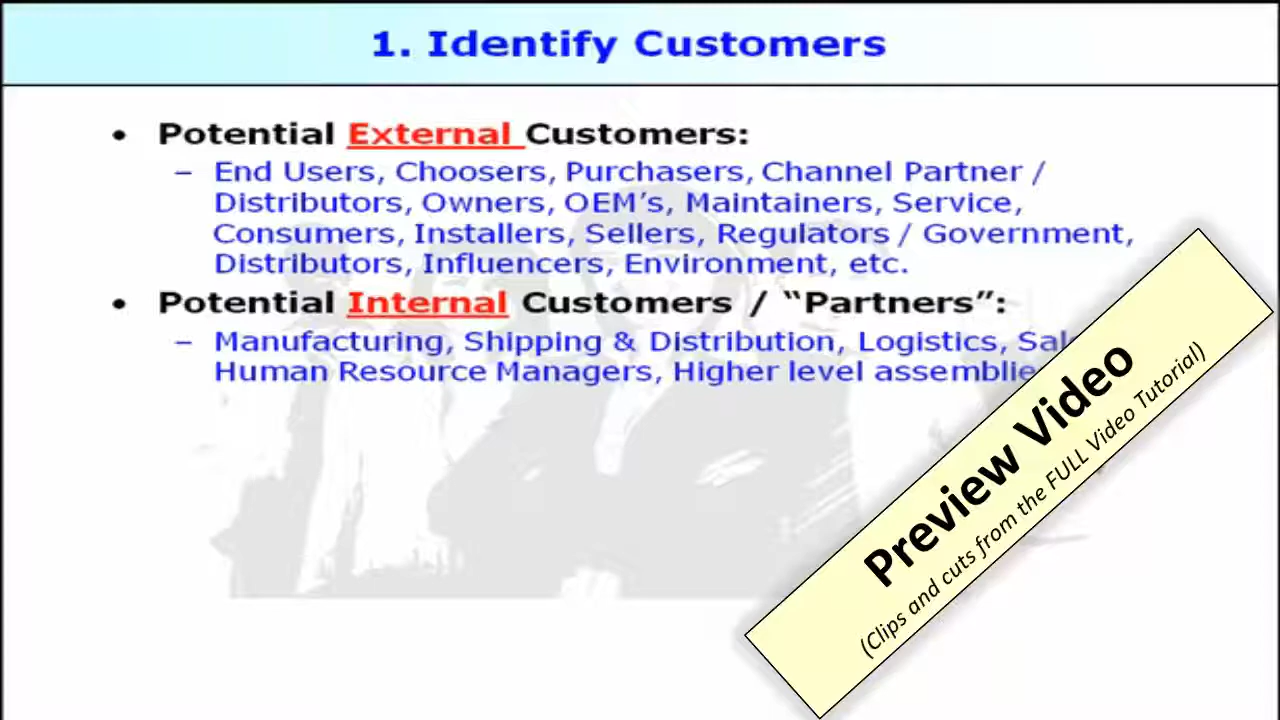 1. Identify Customers
• Potential External Customers:
– End Users, Choosers, Purchasers, Channel Partner /
Distributors, Owners, OEM’s, Maintainers, Service,
Consumers, Installers, Sellers, Regulators / Government,
Distributors, Influencers, Environment, etc.
• Potential Internal Customers / “Partners”:
– Manufacturing, Shipping & Distribution, Logistics,
Human Resource Managers, Higher level
Preview Video
(Clips and cuts from the FULL Video Tutorial)